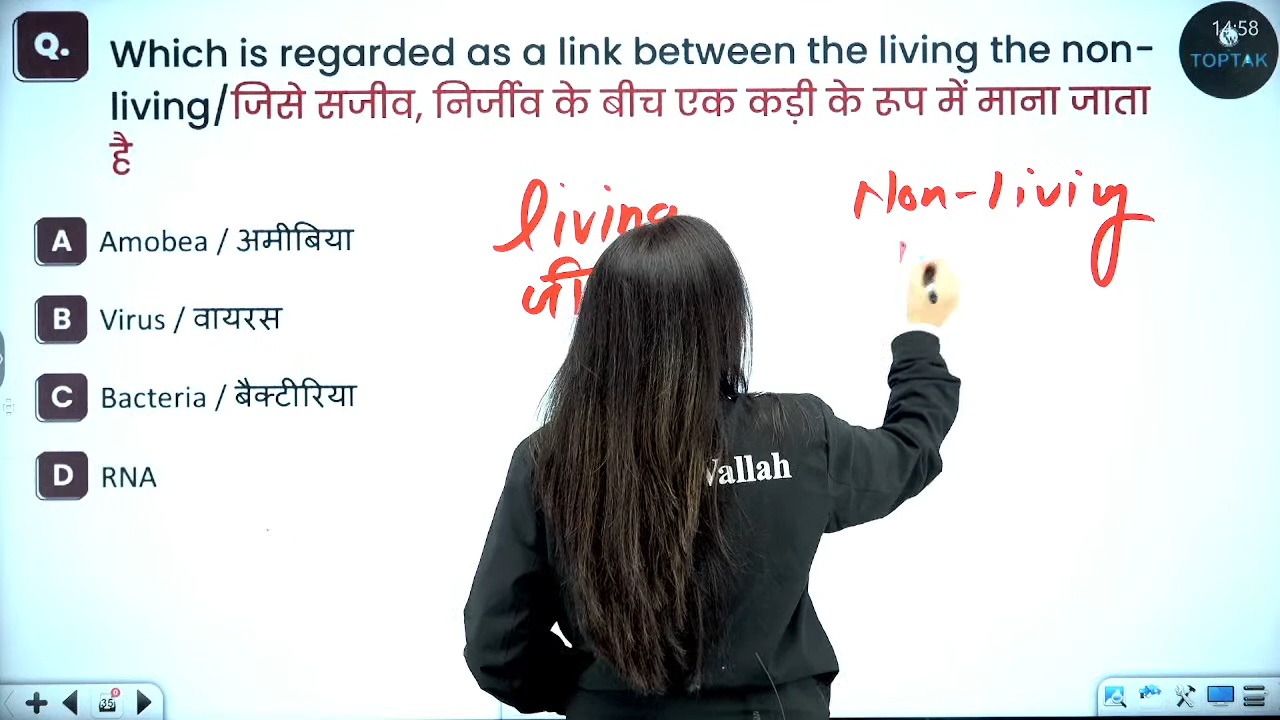 Q.
Which is regarded as a link between the living the non-
living/जिसे सजीव, निर्जीव के बीच एक कड़ी के रूप में माना जाता
है
14:58
TOPTAK
living
Non-living
A Amobea / अमीबिया
B Virus / वायरस
C Bacteria / बैक्टीरिया
D RNA
Wallah
35